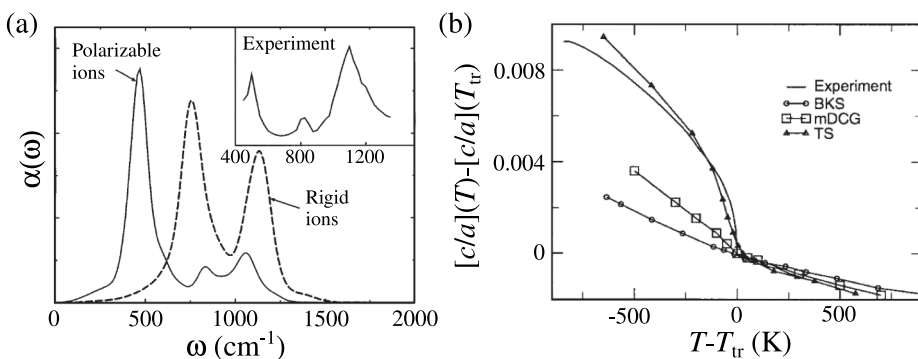 (a)
Polarizable
ions
Experiment
400
800
1200
Rigid
ions
α(ω)
0
500
1000
1500
2000
ω (cm⁻¹)
(b)
0.008
0.004
0
[c/a](T)-[c/a](T_tr)
Experiment
BKS
mDCG
TS
-500
0
500
T-T_tr (K)